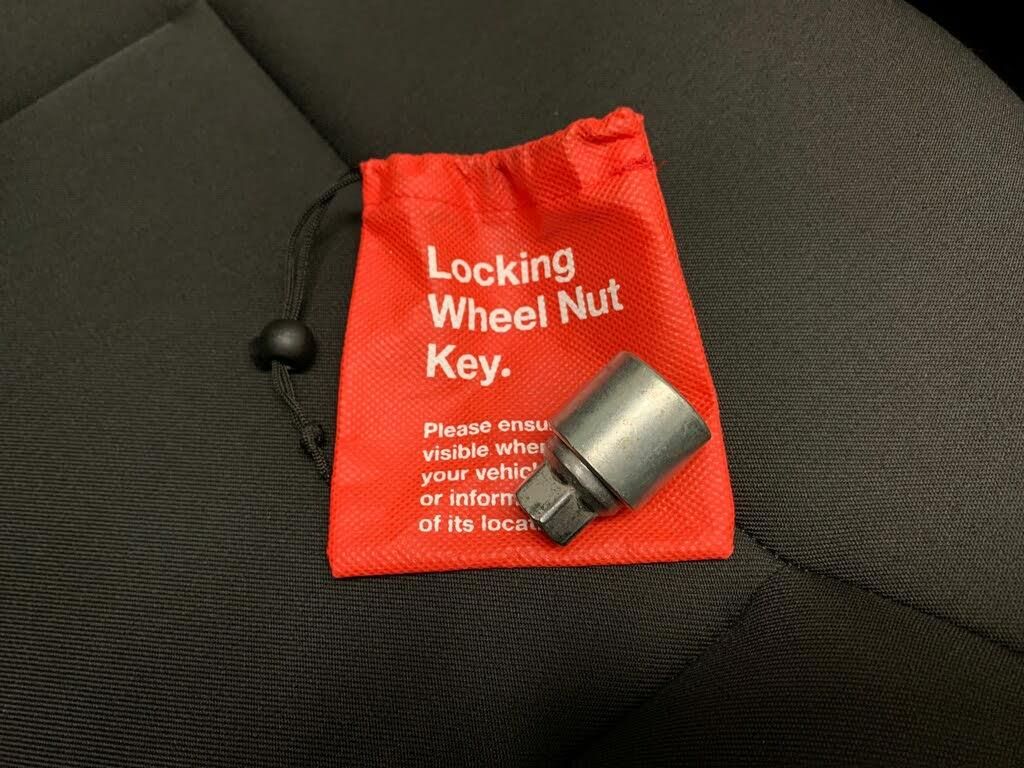 Locking
Wheel Nut
Key.
Please
visible
your
or
of its